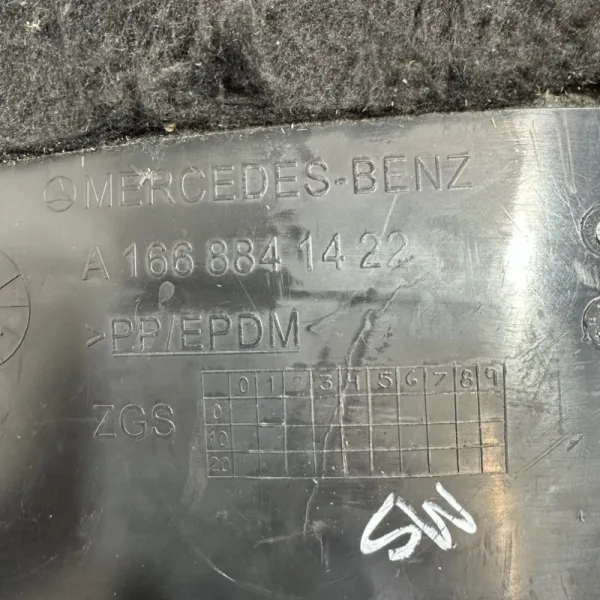 MERCEDES-BENZ
A 166 884 14 22
>PP/EPDM<
ZGS
0 1 2 3 4 5 6 7 8 9
0
10
20
SW